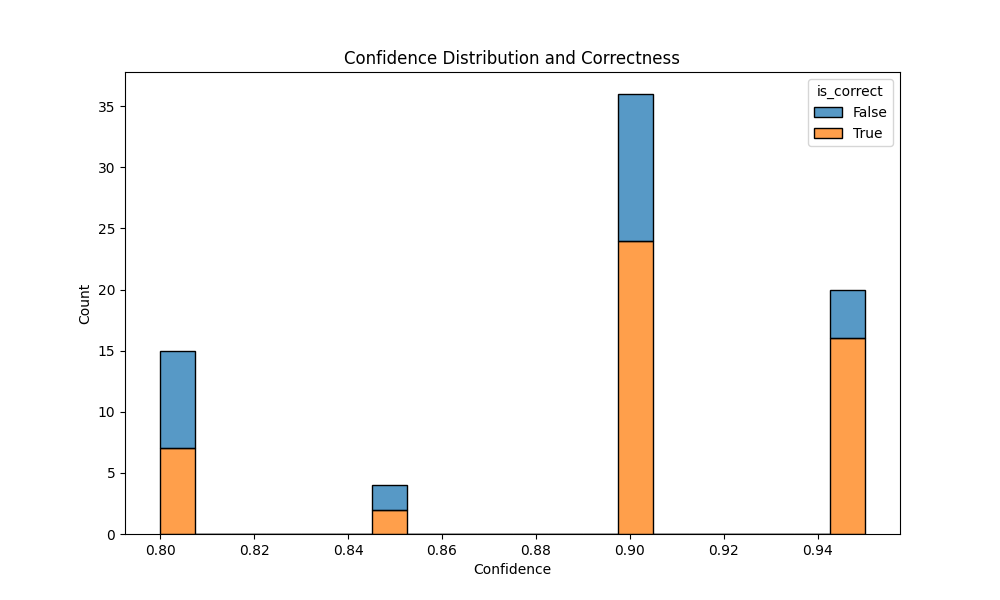 Confidence Distribution and Correctness
is_correct
False
True
35
30
25
20
15
10
5
0
Count
0.80 0.82 0.84 0.86 0.88 0.90 0.92 0.94
Confidence